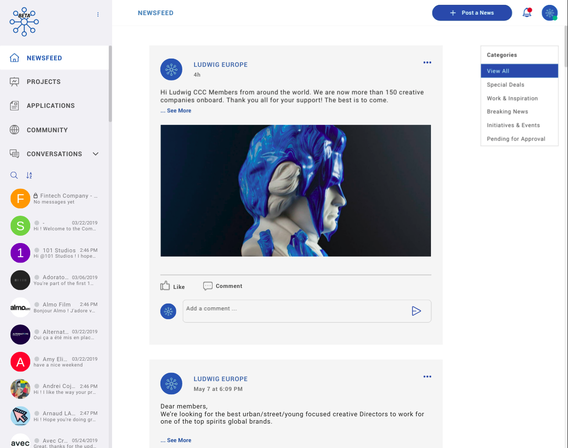 BETA
NEWSFEED
Post a News
NEWSFEED
PROJECTS
APPLICATIONS
COMMUNITY
CONVERSATIONS
F
Fintech Company - ...
No messages yet
S
- 03/22/2019
Hi ! Welcome to the Com...
1
101 Studios 2:46 PM
Hi @101 Studios ! I hope...
Adorato... 03/06/2019
You're part of the first 1...
almo
Almo Film 2:46 PM
Bonjour Almo ! J'adore v...
Alternat... 03/22/2019
Oui ça a été mis en plac...
A
Amy Eli... 03/22/2019
have a nice weekend
Andrei Coj... 2:46 PM
Hi ! I like the way your pr...
Arnaud LA... 2:47 PM
Hi ! Hope you're doing gr...
avec
Avec Cr... 05/24/2019
Great, thanks for the upd...
LUDWIG EUROPE
4h
Hi Ludwig CCC Members from around the world. We are now more than 150 creative
companies onboard. Thank you all for your support! The best is to come.
... See More
Like
Comment
Add a comment ...
LUDWIG EUROPE
May 7 at 6:09 PM
Dear members,
We're looking for the best urban/street/young focused creative Directors to work for
one of the top spirits global brands.
... See More
Categories
View All
Special Deals
Work & Inspiration
Breaking News
Initiatives & Events
Pending for Approval